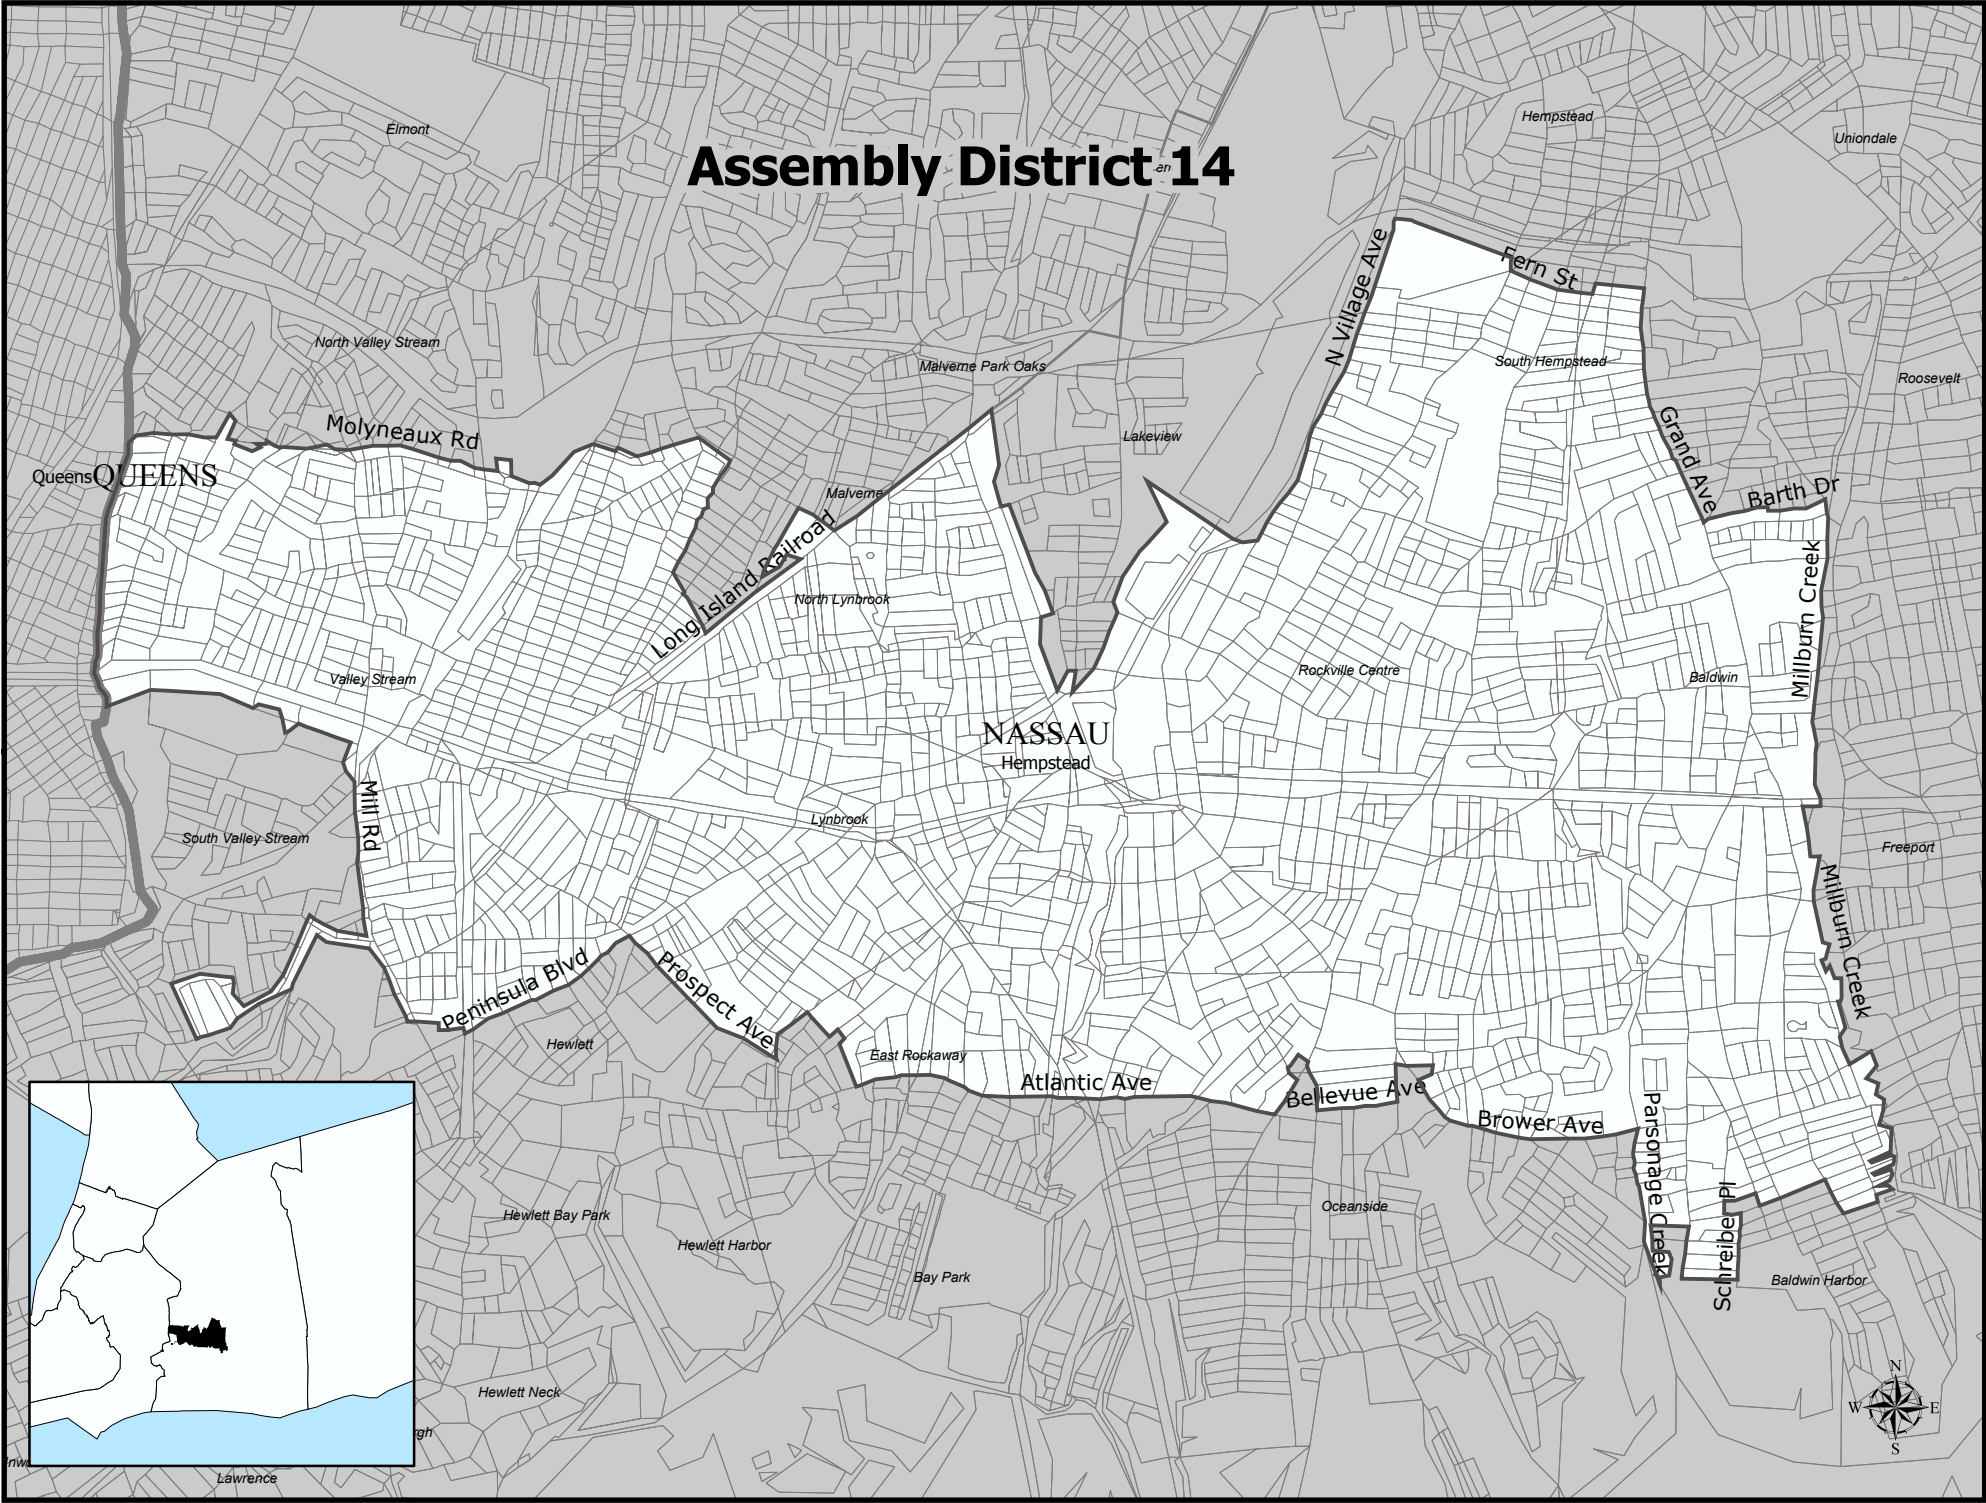 Assembly District 14
Elmont
Hempstead
Uniondale
North Valley Stream
Malverne Park Oaks
N Village Ave
Fern St
South Hempstead
Roosevelt
Molyneaux Rd
Lakeview
Grand Ave
Barth Dr
Queens
QUEENS
Malverne
Long Island Railroad
North Lynbrook
Millburn Creek
Valley Stream
Rockville Centre
Baldwin
NASSAU
Hempstead
Mill Rd
South Valley Stream
Lynbrook
Freeport
Millburn Creek
Peninsula Blvd
Prospect Ave
Hewlett
East Rockaway
Atlantic Ave
Bellevue Ave
Brower Ave
Parsonage Creek
Schreiber Pl
Hewlett Bay Park
Hewlett Harbor
Bay Park
Oceanside
Baldwin Harbor
Hewlett Neck
Lawrence
N
W
E
S